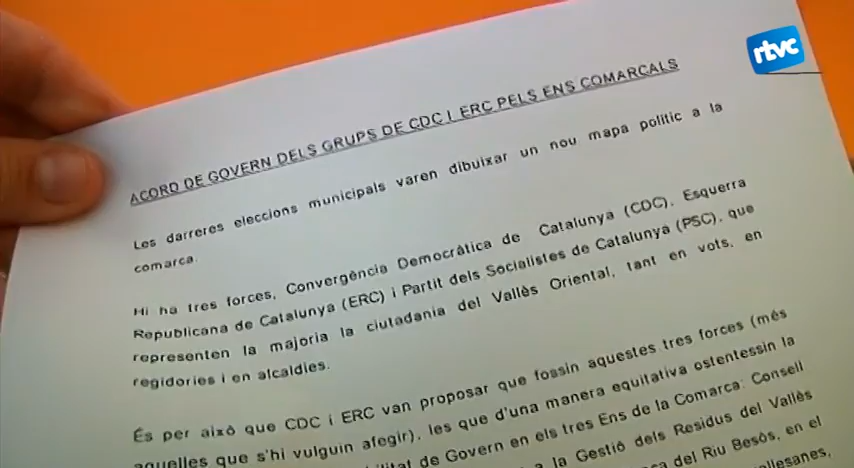 rtvc
ACORD DE GOVERN DELS GRUPS DE CDC I ERC PELS ENS COMARCALS
Les darreres eleccions municipals varen dibuixar un nou mapa polític a la
comarca.
Hi ha tres forces, Convergència Democràtica de Catalunya (CDC), Esquerra
Republicana de Catalunya (ERC) i Partit dels Socialistes de Catalunya (PSC), que
representen la majoria la ciutadania del Vallès Oriental, tant en vots, en
regidories i en alcaldies.
És per això que CDC i ERC van proposar que fossin aquestes tres forces (més
aquelles que s'hi vulguin afegir), les que d'una manera equitativa ostentessin la
de Govern en els tres Ens de la Comarca: Consell
a la Gestió dels Residus del Vallès
del Riu Besòs, en el